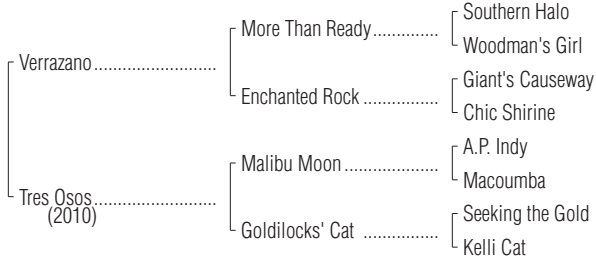 Southern Halo
More Than Ready..............
Woodman's Girl
Verrazano..........................
Giant's Causeway
Enchanted Rock ................
Chic Shirine
A.P. Indy
Malibu Moon....................
Macoumba
Tres Osos..........................
(2010)
Seeking the Gold
Goldilocks' Cat ................
Kelli Cat